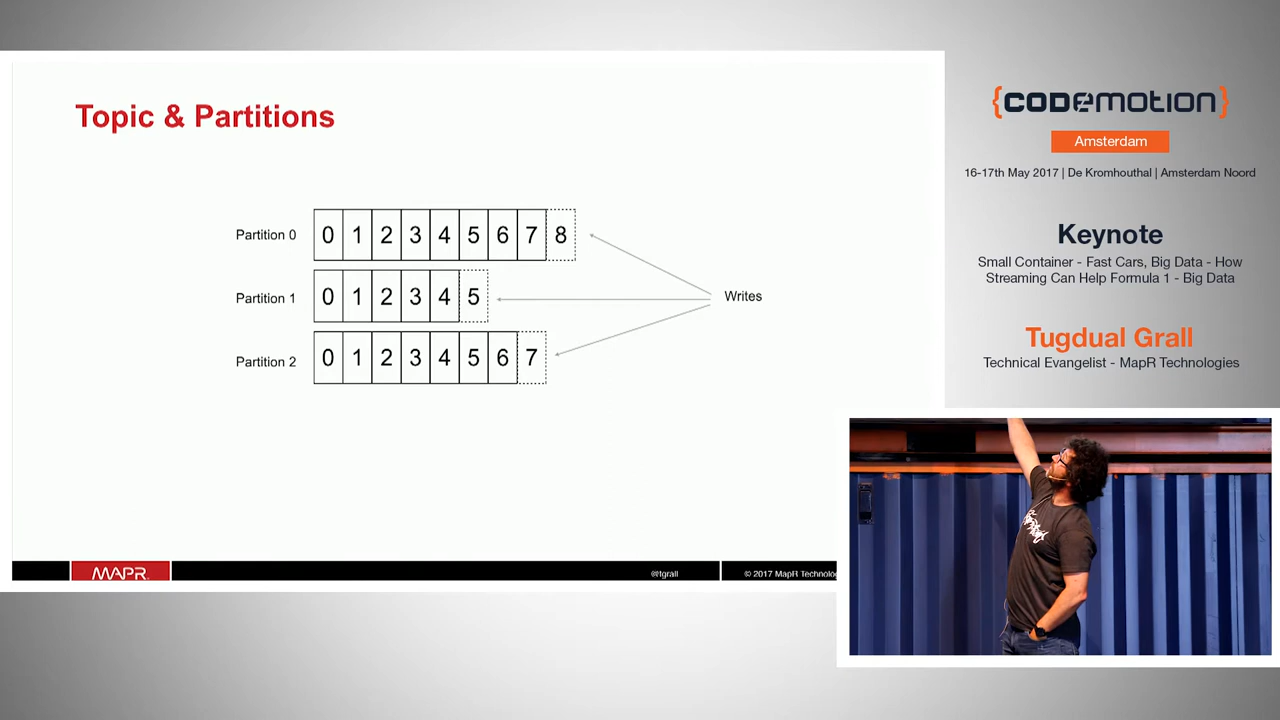 Topic & Partitions
Partition 0
0 1 2 3 4 5 6 7 8
Partition 1
0 1 2 3 4 5
Partition 2
0 1 2 3 4 5 6 7
Writes
MAPR
@tgrall
© 2017 MapR
{CODEMOTION}
Amsterdam
16-17th May 2017 | De Kromhouthal | Amsterdam Noord
Keynote
Small Container - Fast Cars, Big Data - How
Streaming Can Help Formula 1 - Big Data
Tugdual Grall
Technical Evangelist - MapR Technologies